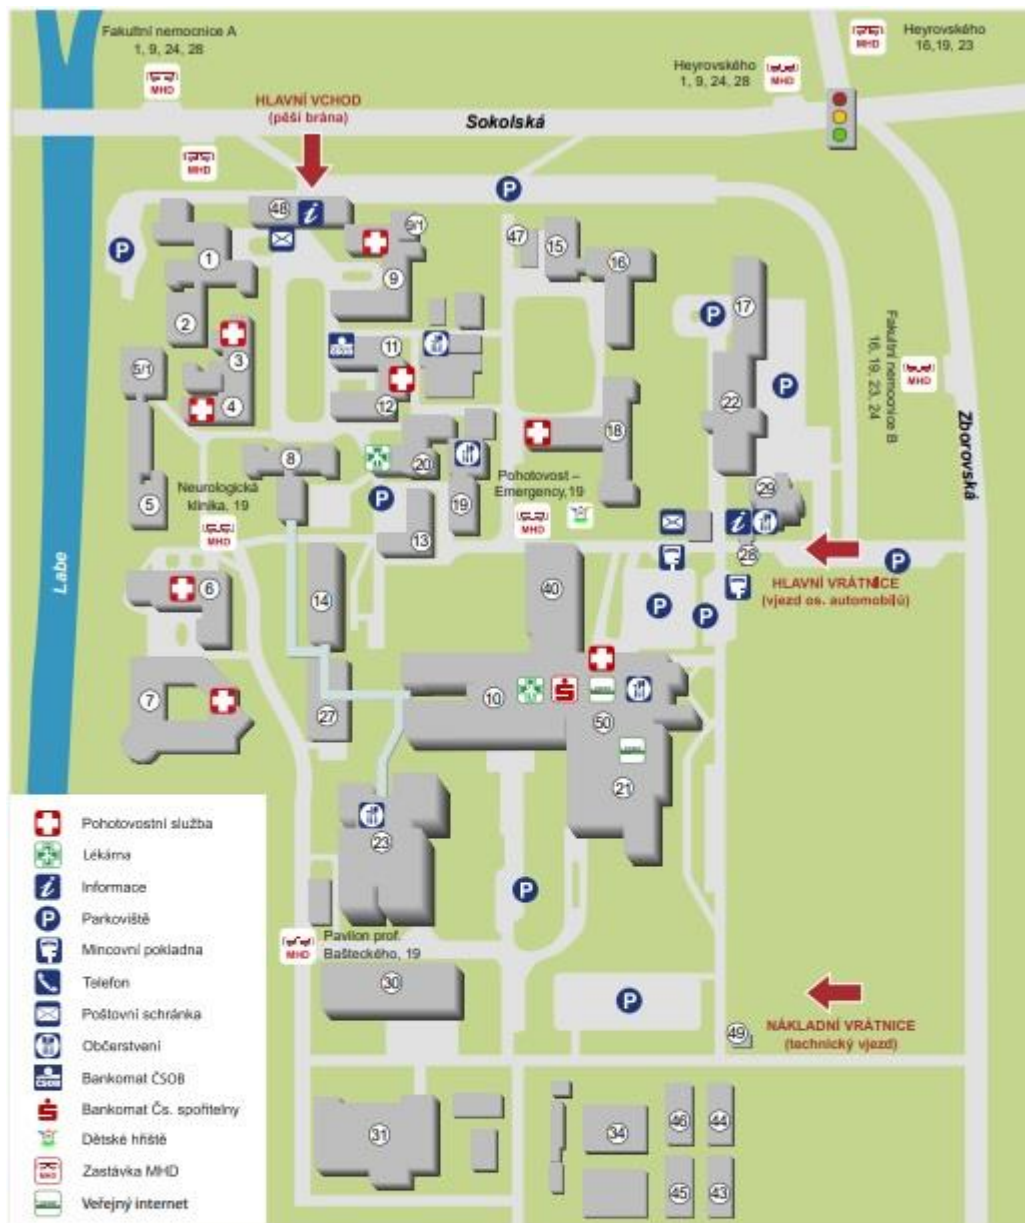 Fakultní nemocnice A
1, 9, 24, 28
MHD
HLAVNÍ VCHOD
(pěší brána)
Heyrovského
1, 9, 24, 28
MHD
MHD
Heyrovského
16,19, 23
Sokolská
MHD
P
48
i
9/1
P
1
9
47
15
16
2
3
ČSOB
11
17
P
5/1
4
12
P
22
Fakultní nemocnice B
16, 19, 23, 24
MHD
Zborovská
8
20
18
Neurologická
klinika, 19
MHD
P
19
Pohotovost –
Emergency,19
MHD
29
5
13
i
28
P
HLAVNÍ VRÁTNICE
(vjezd os. automobilů)
Labe
6
14
40
P
P
7
27
10
50
21
23
P
MHD
Pavilon prof.
Bašteckého, 19
30
P
NÁKLADNÍ VRÁTNICE
(technický vjezd)
49
31
34
46
44
45
43
Pohotovostní služba
Lékárna
i
Informace
P
Parkoviště
Mincovní pokladna
Telefon
Poštovní schránka
Občerstvení
ČSOB
Bankomat ČSOB
Bankomat Čs. spořitelny
Dětské hřiště
MHD
Zastávka MHD
Veřejný internet